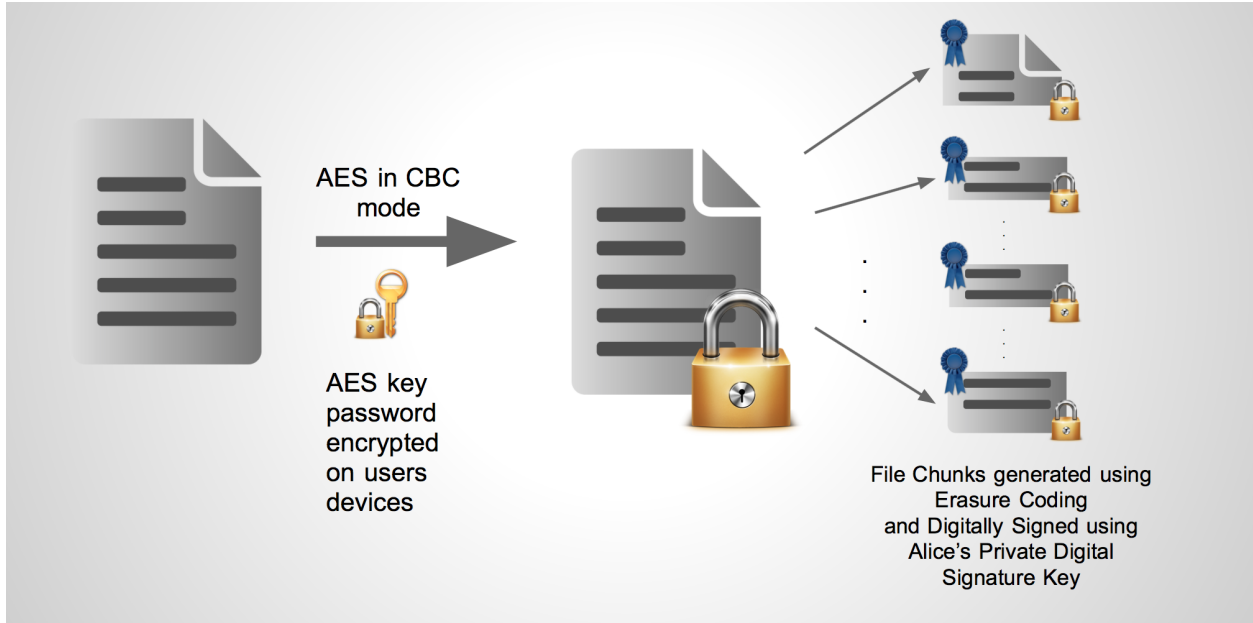 AES in CBC
mode
AES key
password
encrypted
on users
devices
File Chunks generated using
Erasure Coding
and Digitally Signed using
Alice’s Private Digital
Signature Key